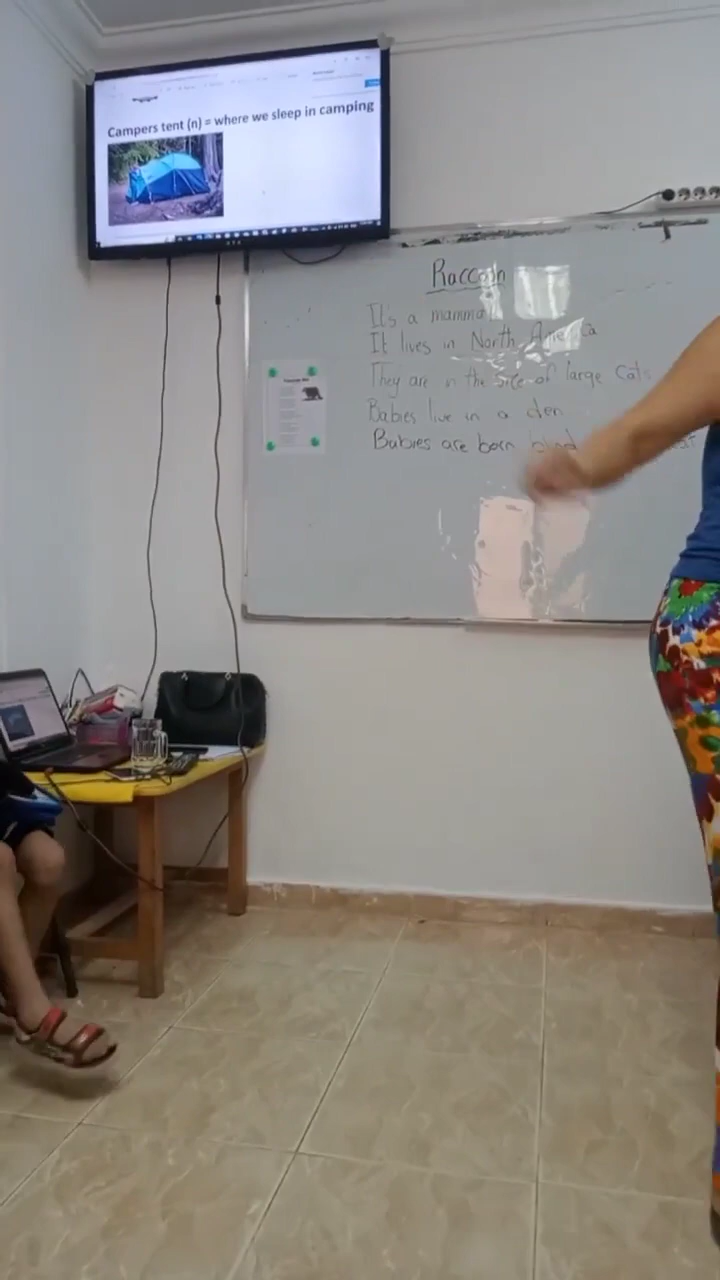 Campers tent (n) = where we sleep in camping
Raccoon
It's a mammal
It lives in North America
They are in the size of large cats
Babies live in a den
Babies are born blind